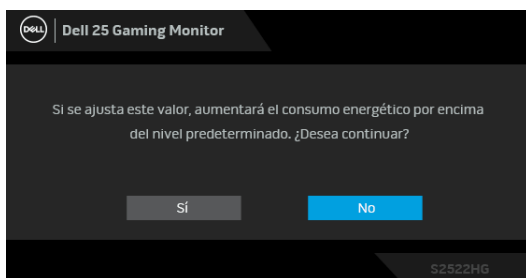 DELL
Dell 25 Gaming Monitor
Si se ajusta este valor, aumentará el consumo energético por encima
del nivel predeterminado. ¿Desea continuar?
Sí
No
S2522HG